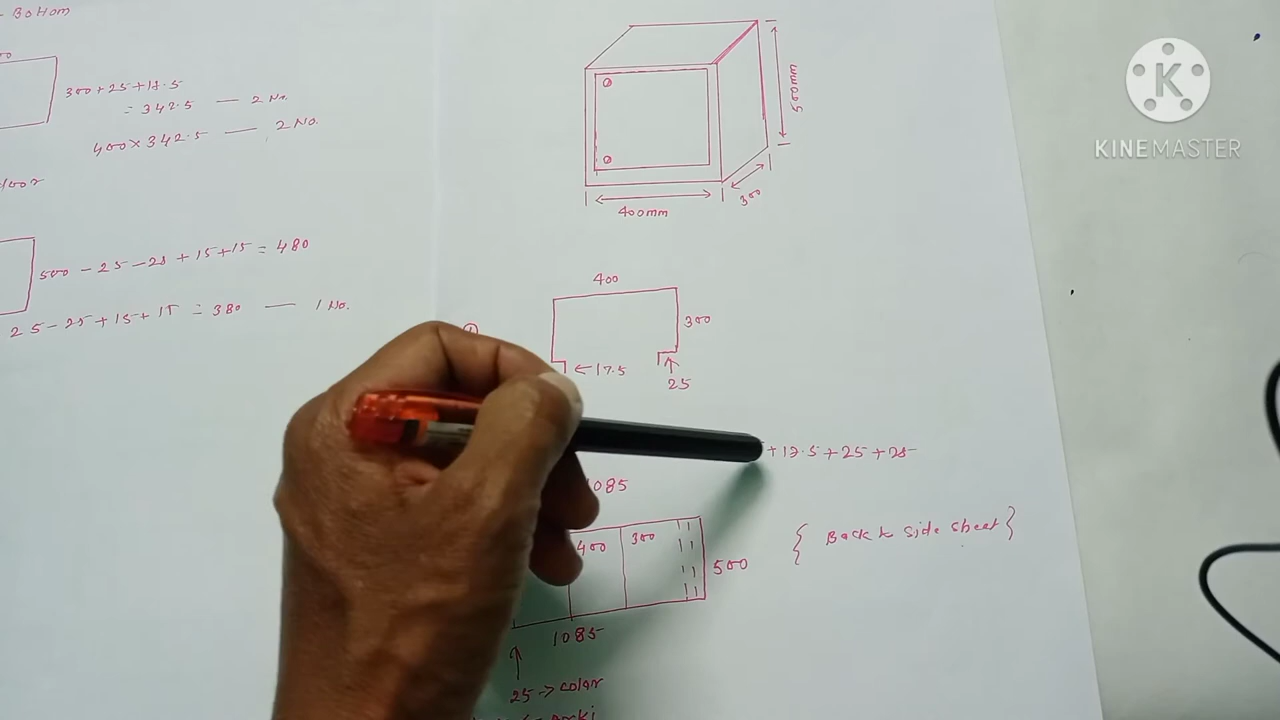 - Bottom
300+25+17.5
= 342.5 — 2 No.
400×342.5 — 2 No.
500 - 25 - 25 + 15 + 15 = 480
25 - 25 + 15 + 15 = 380 — 1 No.
500mm
300
400mm
K
KINEMASTER
400
300
1
←17.5
25
+17.5+25+25
1085
400
300
500
{ Back & Side Sheet }
1085
25 → colar